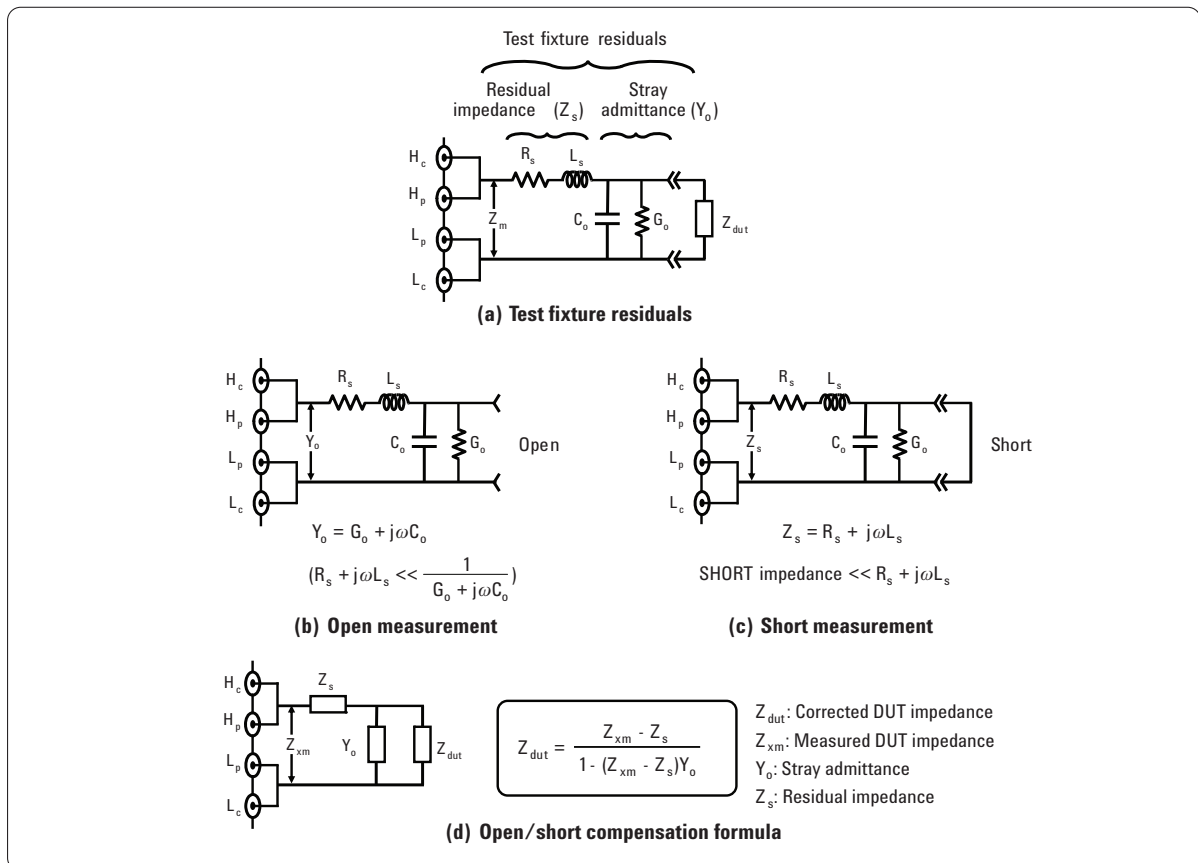 Test fixture residuals
Residual impedance (Zs)
Stray admittance (Yo)
Hc
Rs
Ls
Hp
Zm
Co
Go
Zdut
Lp
Lc
(a) Test fixture residuals
Hc
Rs
Ls
Hp
Yo
Co
Go
Open
Lp
Lc
Yo = Go + jωCo
(Rs + jωLs << 1 / (Go + jωCo))
(b) Open measurement
Hc
Rs
Ls
Hp
Zs
Co
Go
Short
Lp
Lc
Zs = Rs + jωLs
SHORT impedance << Rs + jωLs
(c) Short measurement
Hc
Zs
Hp
Zxm
Yo
Zdut
Lp
Lc
Zdut = (Zxm - Zs) / (1 - (Zxm - Zs)Yo)
Zdut: Corrected DUT impedance
Zxm: Measured DUT impedance
Yo: Stray admittance
Zs: Residual impedance
(d) Open/short compensation formula